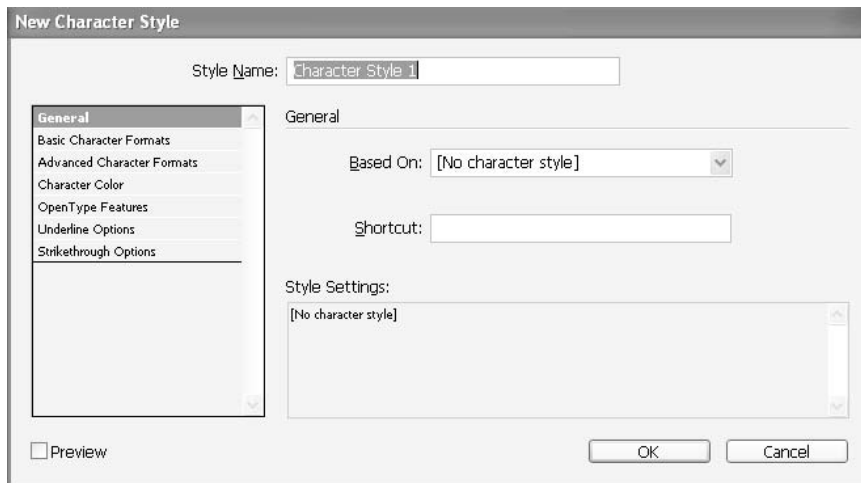 New Character Style
Style Name: Character Style 1
General
Basic Character Formats
Advanced Character Formats
Character Color
OpenType Features
Underline Options
Strikethrough Options
General
Based On: [No character style]
Shortcut:
Style Settings:
[No character style]
Preview
OK
Cancel